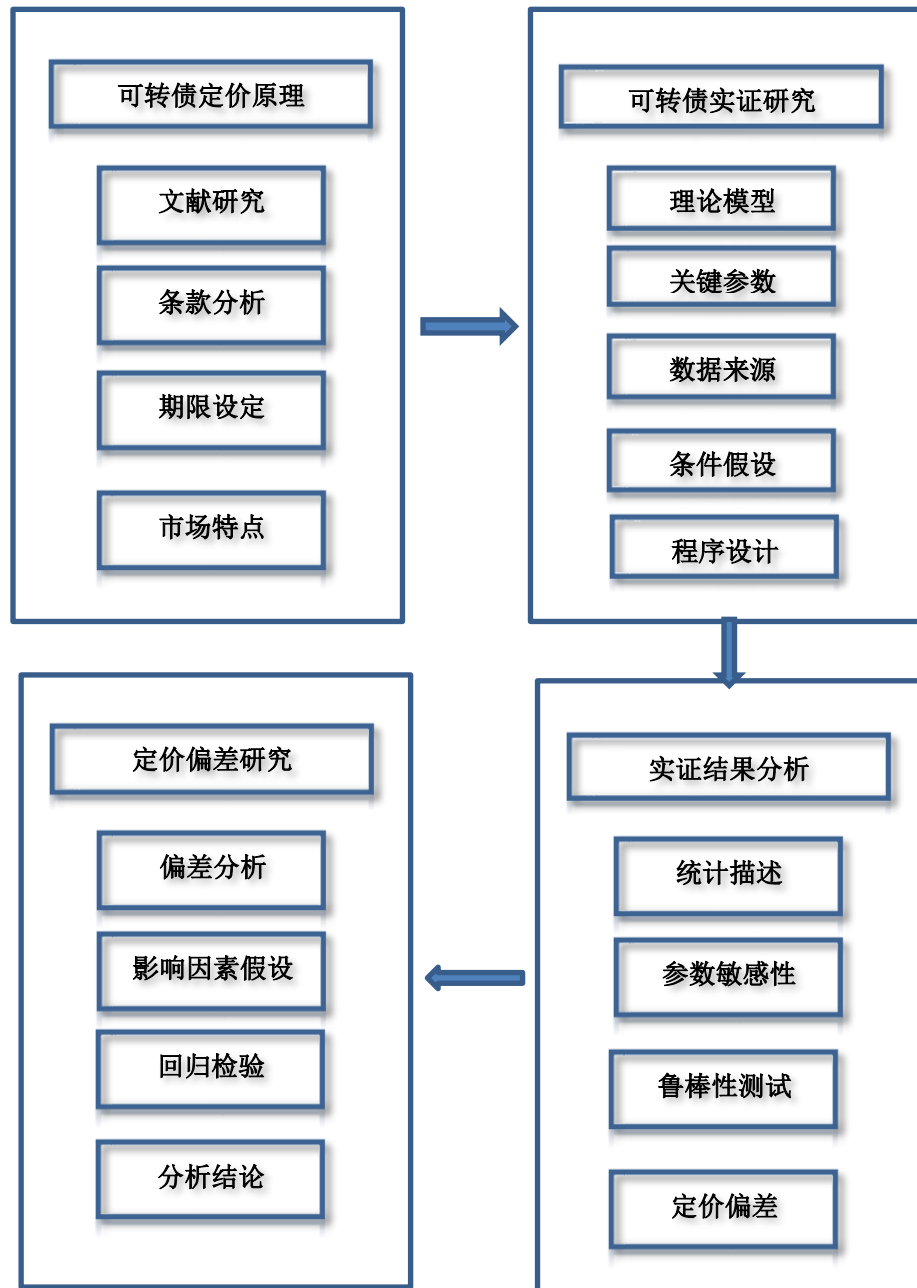 可转债定价原理
文献研究
条款分析
期限设定
市场特点
可转债实证研究
理论模型
关键参数
数据来源
条件假设
程序设计
实证结果分析
统计描述
参数敏感性
鲁棒性测试
定价偏差
定价偏差研究
偏差分析
影响因素假设
回归检验
分析结论